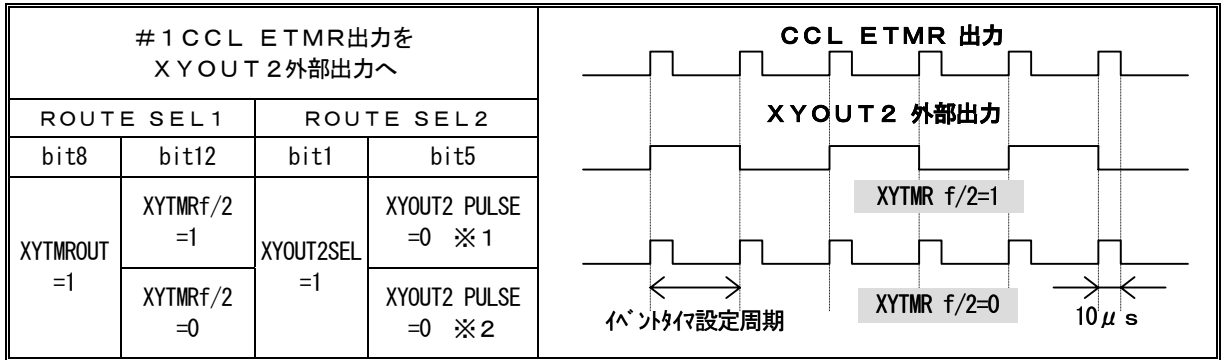 #1CCL ETMR出力を
XYOUT2外部出力へ
ROUTE SEL1
ROUTE SEL2
bit8
bit12
bit1
bit5
XYTMROUT
=1
XYTMRf/2
=1
XYOUT2SEL
=1
XYOUT2 PULSE
=0 ※1
XYTMRf/2
=0
XYOUT2 PULSE
=0 ※2
CCL ETMR 出力
XYOUT2 外部出力
XYTMR f/2=1
XYTMR f/2=0
イベントタイマ設定周期
10μs